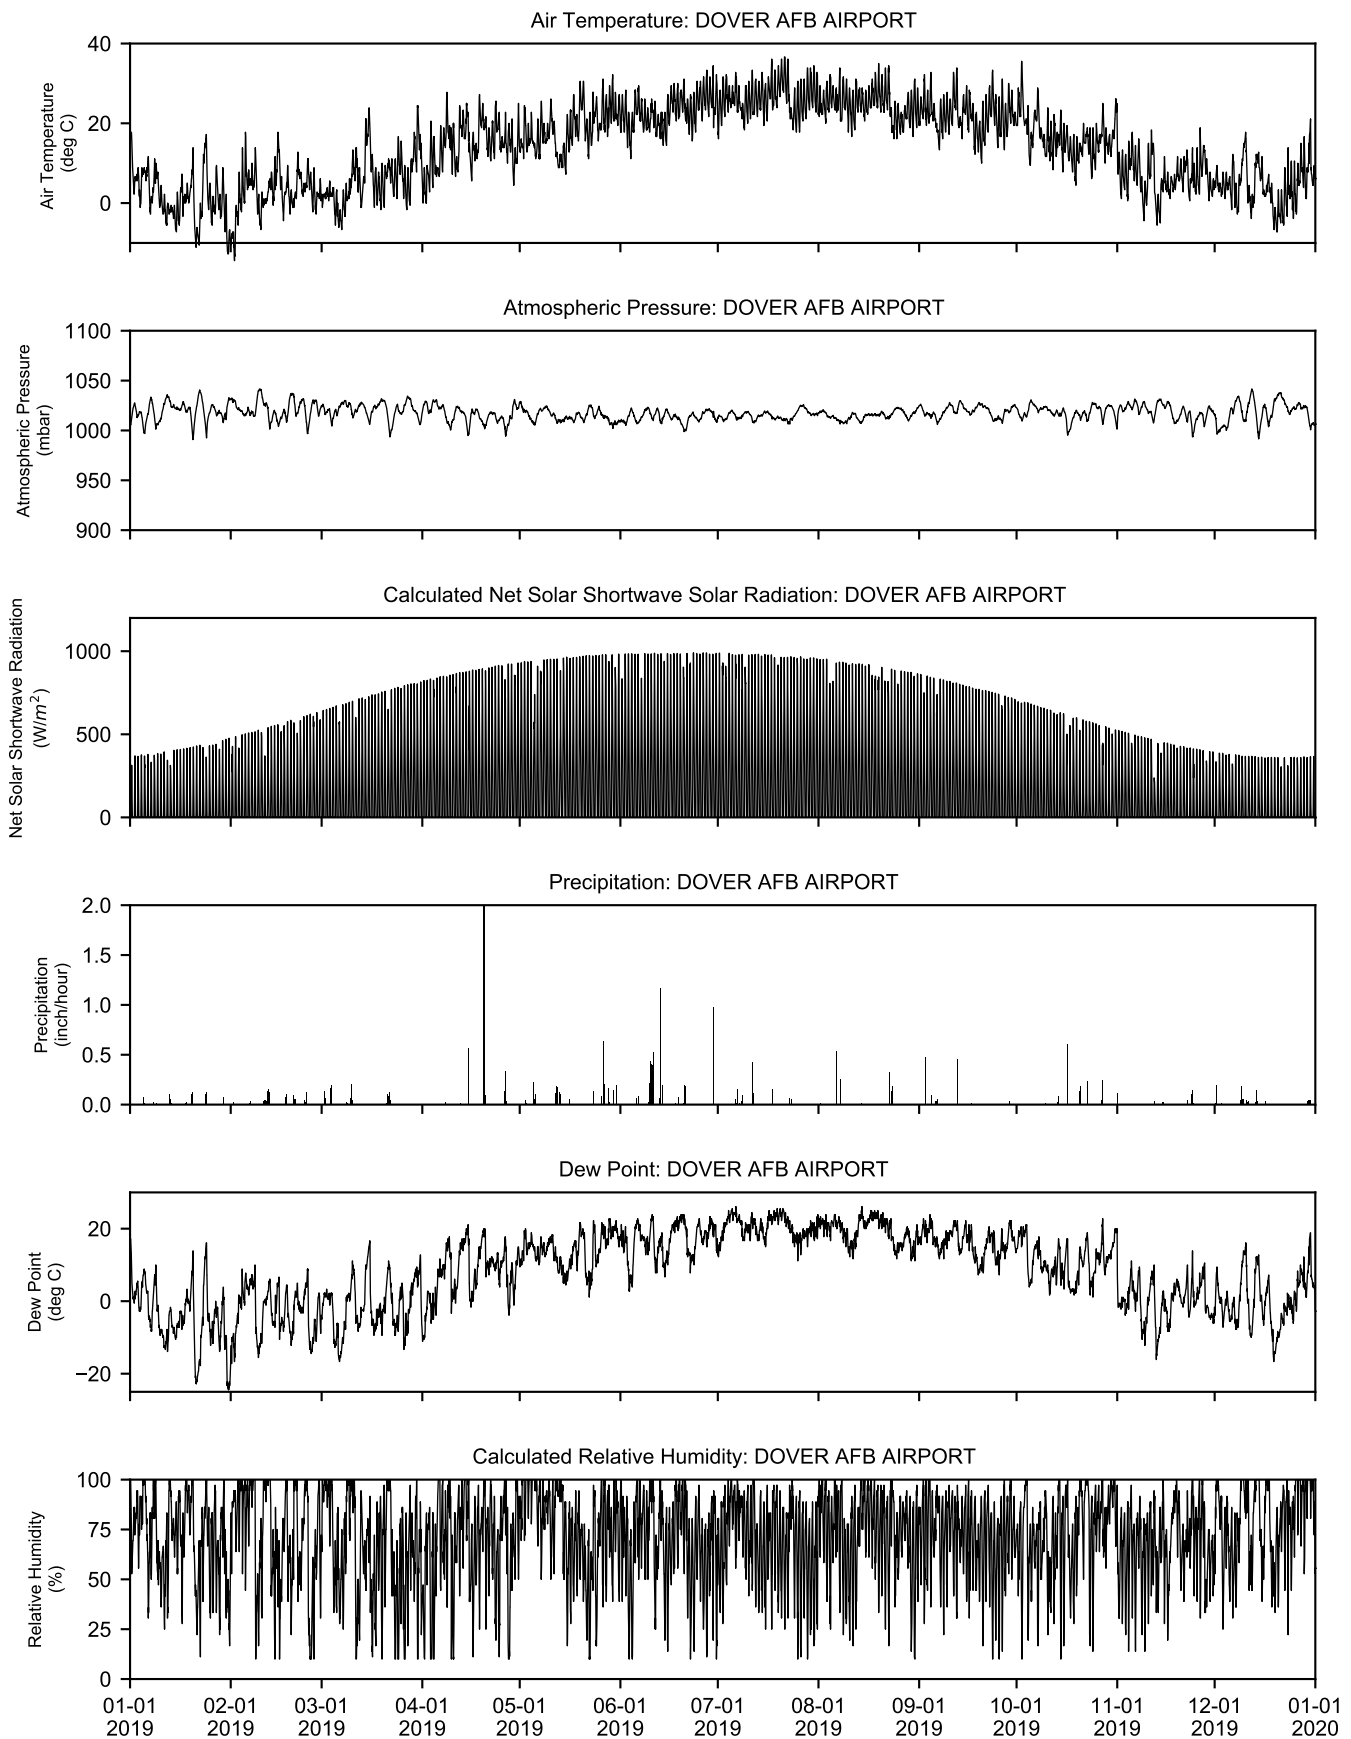 Air Temperature: DOVER AFB AIRPORT
40
20
0
Air Temperature
(deg C)
Atmospheric Pressure: DOVER AFB AIRPORT
1100
1050
1000
950
900
Atmospheric Pressure
(mbar)
Calculated Net Solar Shortwave Solar Radiation: DOVER AFB AIRPORT
1000
500
0
Net Solar Shortwave Radiation
(W/m²)
Precipitation: DOVER AFB AIRPORT
2.0
1.5
1.0
0.5
0.0
Precipitation
(inch/hour)
Dew Point: DOVER AFB AIRPORT
20
0
−20
Dew Point
(deg C)
Calculated Relative Humidity: DOVER AFB AIRPORT
100
75
50
25
0
Relative Humidity
(%)
01-01 02-01 03-01 04-01 05-01 06-01 07-01 08-01 09-01 10-01 11-01 12-01 01-01
2019 2019 2019 2019 2019 2019 2019 2019 2019 2019 2019 2019 2020